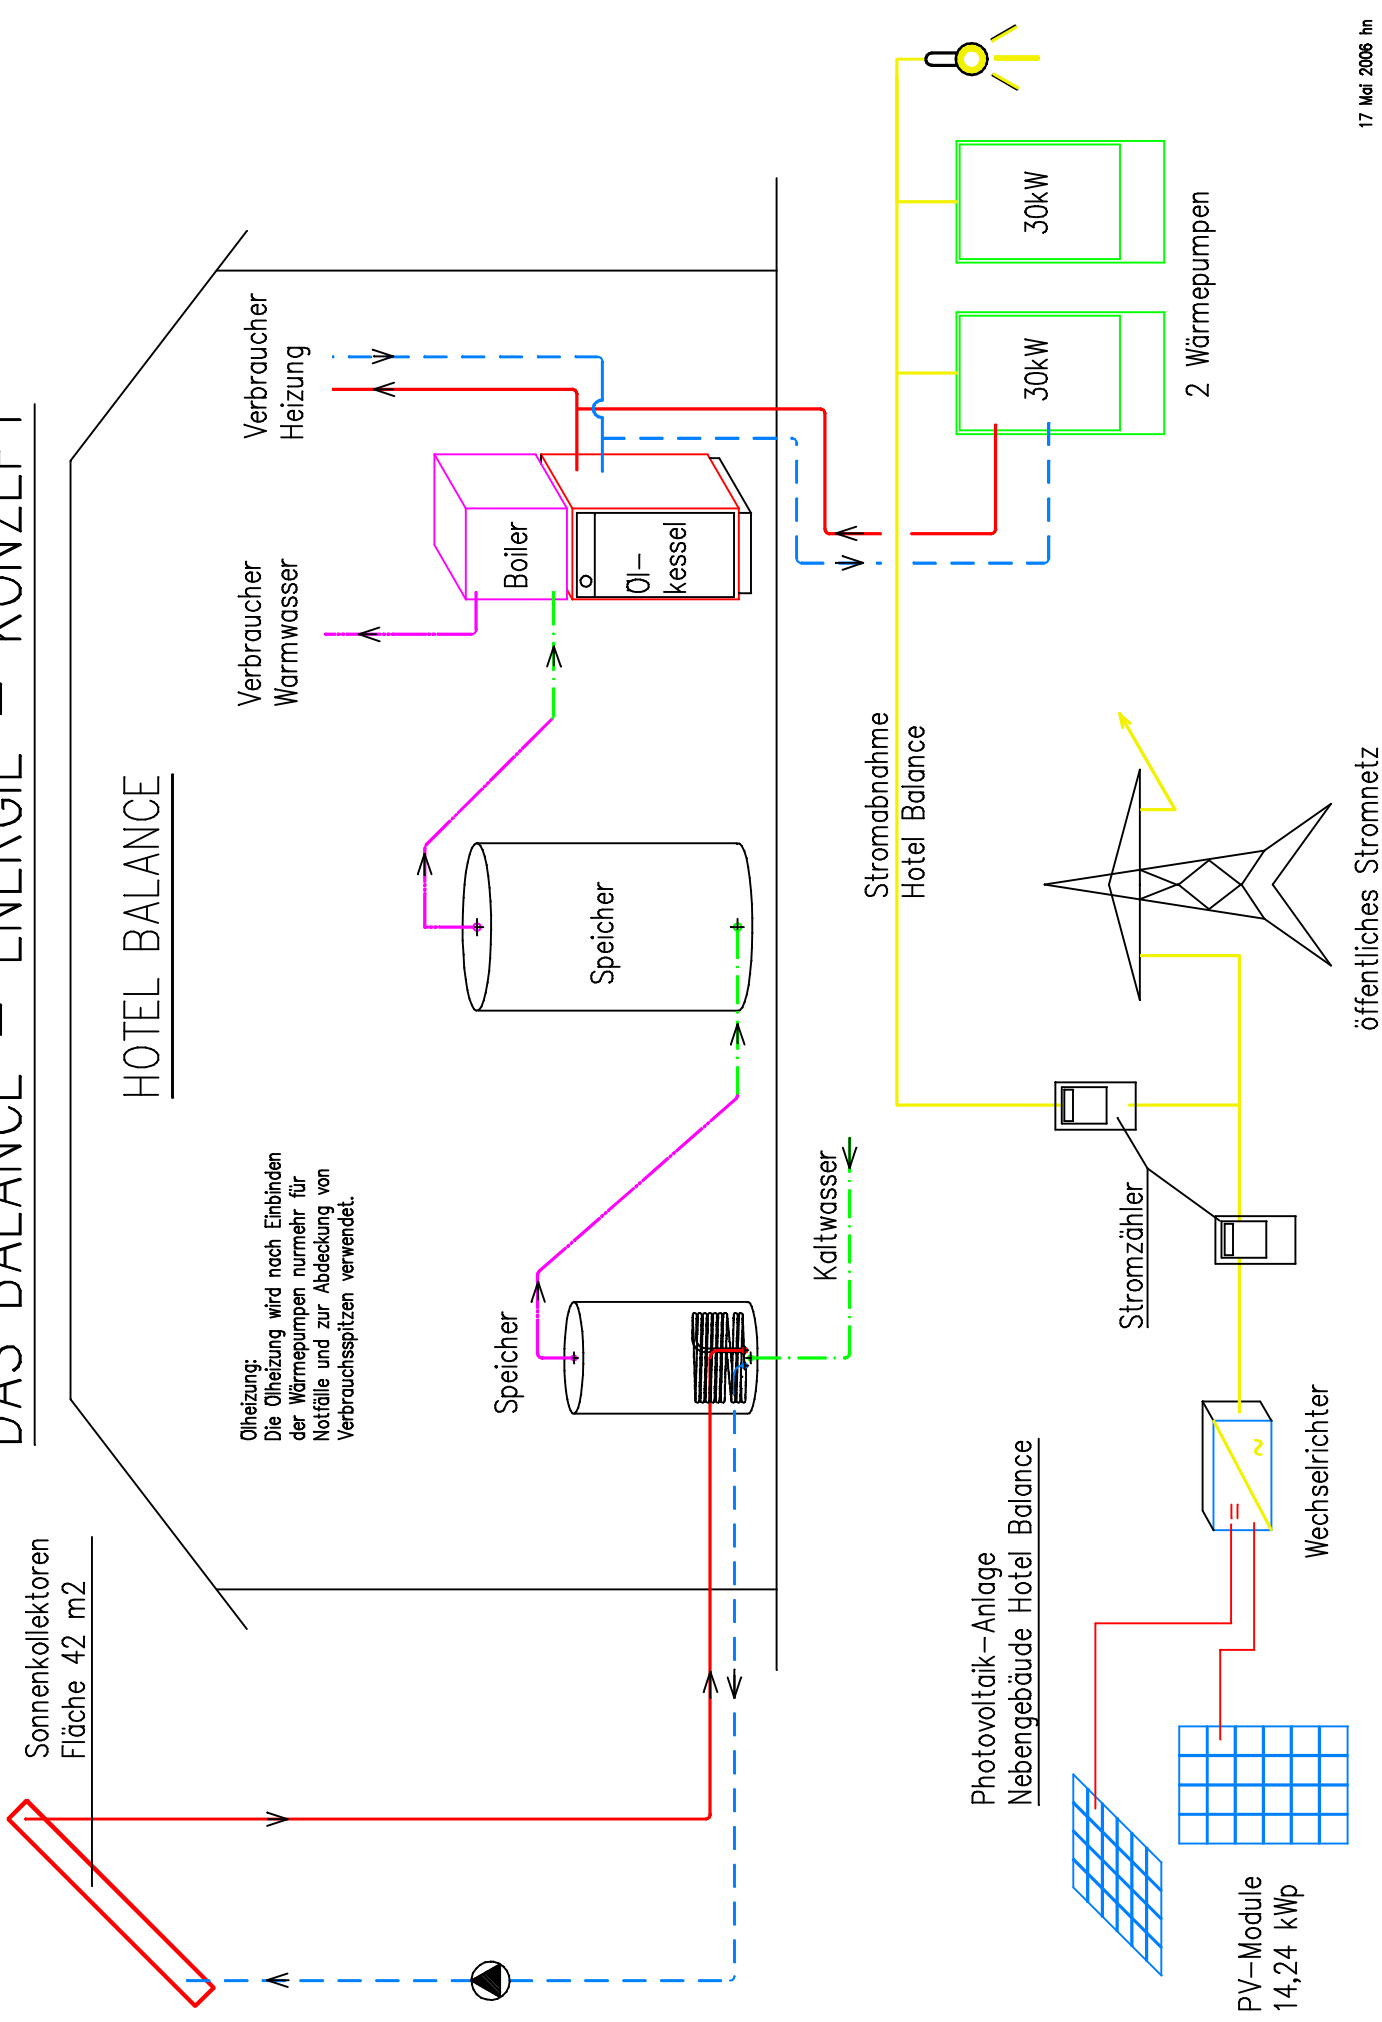 DAS BALANCE - ENERGIE - KONZEPT
HOTEL BALANCE
Sonnenkollektoren
Fläche 42 m2
Ölheizung:
Die Ölheizung wird nach Einbinden
der Wärmepumpen nurmehr für
Notfälle und zur Abdeckung von
Verbrauchsspitzen verwendet.
Verbraucher
Warmwasser
Verbraucher
Heizung
Speicher
Speicher
Boiler
Öl-
kessel
Kaltwasser
Stromabnahme
Hotel Balance
30kW
30kW
2 Wärmepumpen
Photovoltaik-Anlage
Nebengebäude Hotel Balance
Stromzähler
PV-Module
14,24 kWp
=
~
Wechselrichter
öffentliches Stromnetz
17 Mai 2006 hn